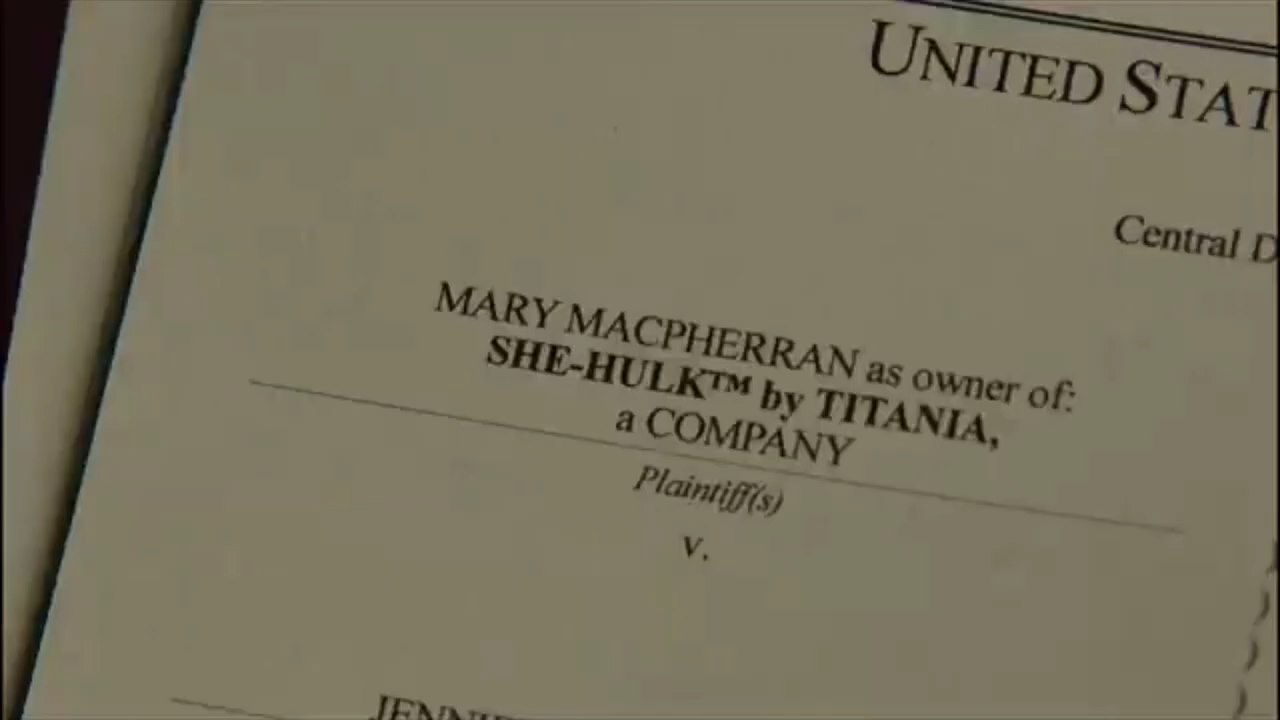 UNITED STAT
Central D
MARY MACPHERRAN as owner of:
SHE-HULK™ by TITANIA,
a COMPANY
Plaintiff(s)
v.